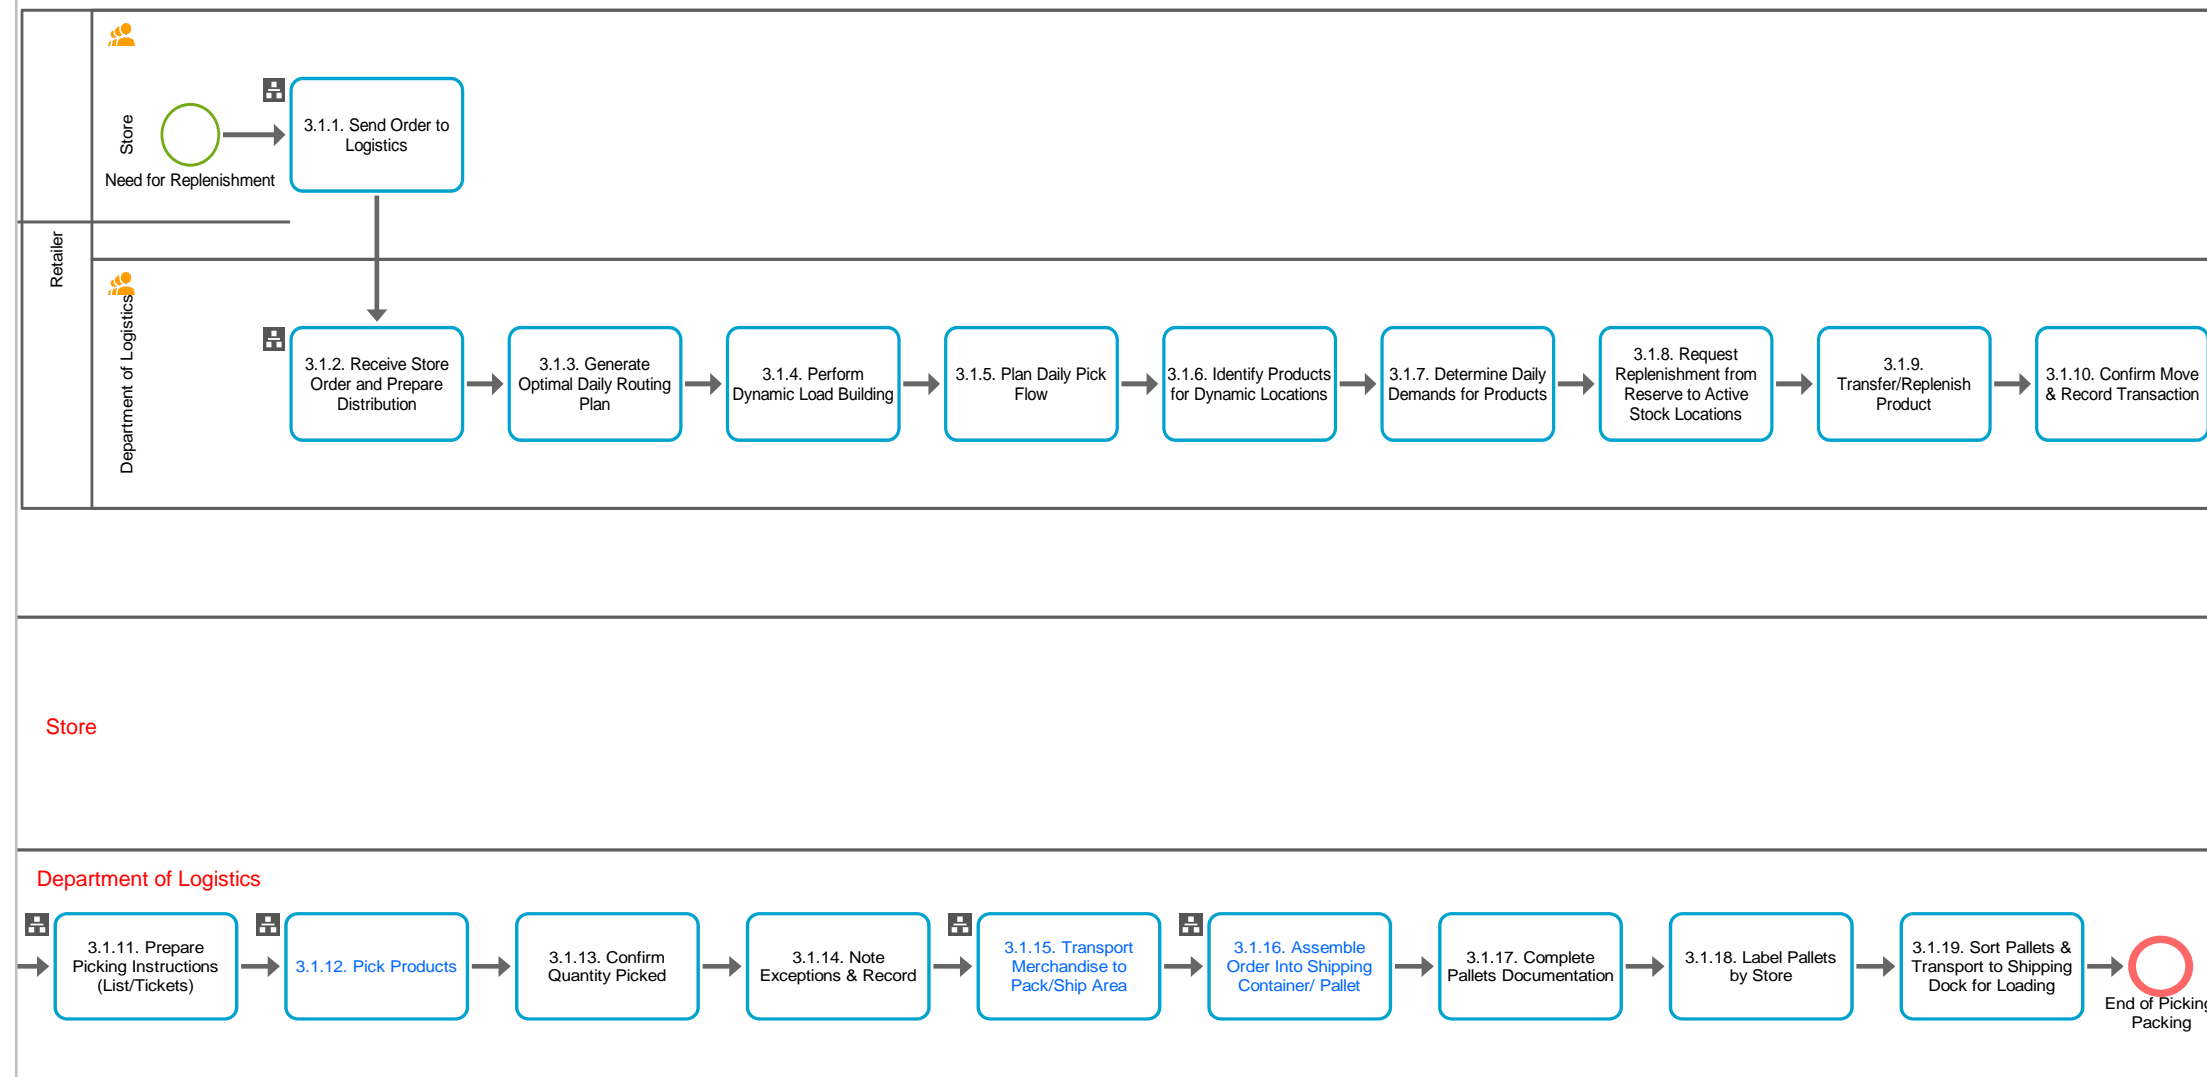 Retailer
Store
Need for Replenishment
3.1.1. Send Order to
Logistics
Department of Logistics
3.1.2. Receive Store
Order and Prepare
Distribution
3.1.3. Generate
Optimal Daily Routing
Plan
3.1.4. Perform
Dynamic Load Building
3.1.5. Plan Daily Pick
Flow
3.1.6. Identify Products
for Dynamic Locations
3.1.7. Determine Daily
Demands for Products
3.1.8. Request
Replenishment from
Reserve to Active
Stock Locations
3.1.9.
Transfer/Replenish
Product
3.1.10. Confirm Move
& Record Transaction
Store
Department of Logistics
3.1.11. Prepare
Picking Instructions
(List/Tickets)
3.1.12. Pick Products
3.1.13. Confirm
Quantity Picked
3.1.14. Note
Exceptions & Record
3.1.15. Transport
Merchandise to
Pack/Ship Area
3.1.16. Assemble
Order Into Shipping
Container/ Pallet
3.1.17. Complete
Pallets Documentation
3.1.18. Label Pallets
by Store
3.1.19. Sort Pallets &
Transport to Shipping
Dock for Loading
End of Picking
Packing